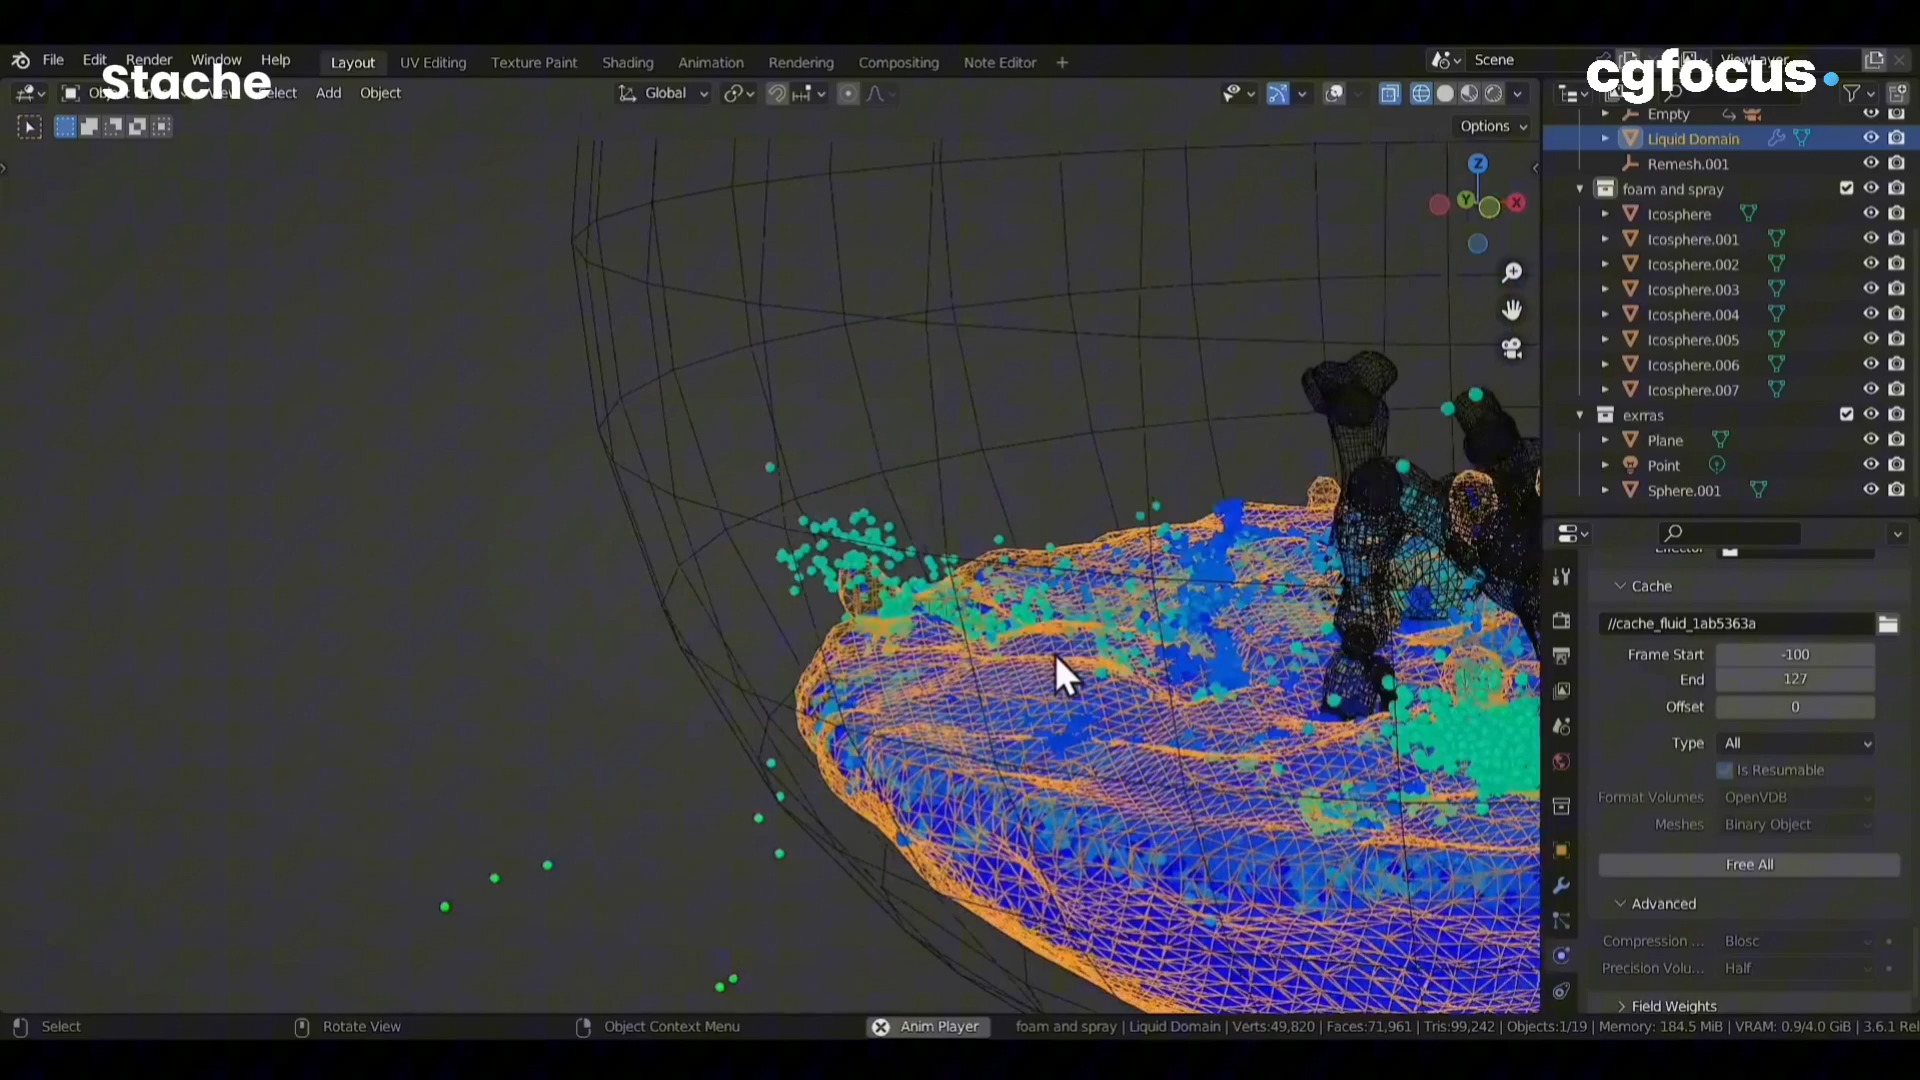 File Edit Render Window Help Layout UV Editing Texture Paint Shading Animation Rendering Compositing Note Editor + Scene ViewLayer
Stache
cgfocus
Add Object Global
Options
Z
Y X
Empty
Liquid Domain
Remesh.001
foam and spray
Icosphere
Icosphere.001
Icosphere.002
Icosphere.003
Icosphere.004
Icosphere.005
Icosphere.006
Icosphere.007
exrras
Plane
Point
Sphere.001
Effector
Cache
//cache_fluid_1ab5363a
Frame Start -100
End 127
Offset 0
Type All
Is Resumable
Format Volumes OpenVDB
Meshes Binary Object
Free All
Advanced
Compression ... Blosc
Precision Volu... Half
Field Weights
Select Rotate View Object Context Menu Anim Player foam and spray | Liquid Domain | Verts:49,820 | Faces:71,961 | Tris:99,242 | Objects:1/19 | Memory: 184.5 MiB | VRAM: 0.9/4.0 GiB | 3.6.1 Rel